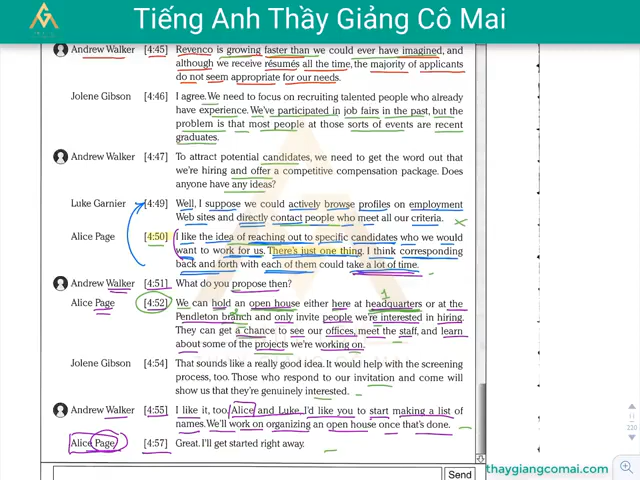 Tiếng Anh Thầy Giảng Cô Mai
Andrew Walker [4:45] Revenco is growing faster than we could ever have imagined, and
although we receive résumés all the time, the majority of applicants
do not seem appropriate for our needs.
Jolene Gibson [4:46] I agree. We need to focus on recruiting talented people who already
have experience. We've participated in job fairs in the past, but the
problem is that most people at those sorts of events are recent
graduates.
Andrew Walker [4:47] To attract potential candidates, we need to get the word out that
we're hiring and offer a competitive compensation package. Does
anyone have any ideas?
Luke Garnier [4:49] Well, I suppose we could actively browse profiles on employment
Web sites and directly contact people who meet all our criteria.
Alice Page [4:50] I like the idea of reaching out to specific candidates who we would
want to work for us. There's just one thing. I think corresponding
back and forth with each of them could take a lot of time.
Andrew Walker [4:51] What do you propose then?
1
Alice Page [4:52] We can hold an open house either here at headquarters or at the
Pendleton branch and only invite people we're interested in hiring.
They can get a chance to see our offices, meet the staff, and learn
about some of the projects we're working on.
Jolene Gibson [4:54] That sounds like a really good idea. It would help with the screening
process, too. Those who respond to our invitation and come will
show us that they're genuinely interested.
Andrew Walker [4:55] I like it, too. Alice and Luke, I'd like you to start making a list of
names. We'll work on organizing an open house once that's done.
Alice Page [4:57] Great. I'll get started right away.
Send
thaygiangcomai.com
220